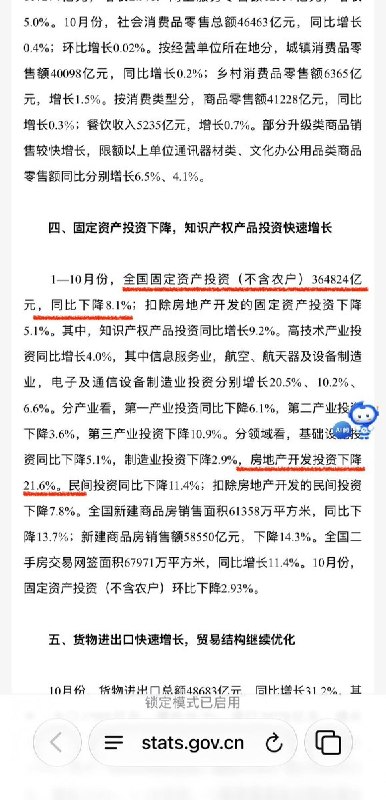 5.0%。10月份，社会消费品零售总额46463亿元，同比增长
0.4%；环比增长0.02%。按经营单位所在地分，城镇消费品零
售额40098亿元，同比增长0.2%；乡村消费品零售额6365亿
元，增长1.5%。按消费类型分，商品零售额41228亿元，同比
增长0.3%；餐饮收入5235亿元，增长0.7%。部分升级类商品销
售较快增长，限额以上单位通讯器材类、文化办公用品类商品
零售额同比分别增长6.5%、4.1%。
四、固定资产投资下降，知识产权产品投资快速增长
1—10月份，全国固定资产投资（不含农户）364824亿
元，同比下降8.1%；扣除房地产开发的固定资产投资下降
5.1%。其中，知识产权产品投资同比增长9.2%。高技术产业投
资同比增长4.0%，其中信息服务业，航空、航天器及设备制造
业，电子及通信设备制造业投资分别增长20.5%、10.2%、
6.6%。分产业看，第一产业投资同比下降6.1%，第二产业投资
下降3.6%，第三产业投资下降10.9%。分领域看，基础设投
资同比下降5.1%，制造业投资下降2.9%，房地产开发投资下降
21.6%。民间投资同比下降11.4%；扣除房地产开发的民间投资
下降7.8%。全国新建商品房销售面积61358万平方米，同比下
降13.7%；新建商品房销售额58550亿元，下降14.3%。全国二
手房交易网签面积67971万平方米，同比增长11.4%。10月份，
固定资产投资（不含农户）环比下降2.93%。
五、货物进出口快速增长，贸易结构继续优化
10月份，货物进出口总额48683亿元，同比增长31.2%。其
锁定模式已启用
stats.gov.cn